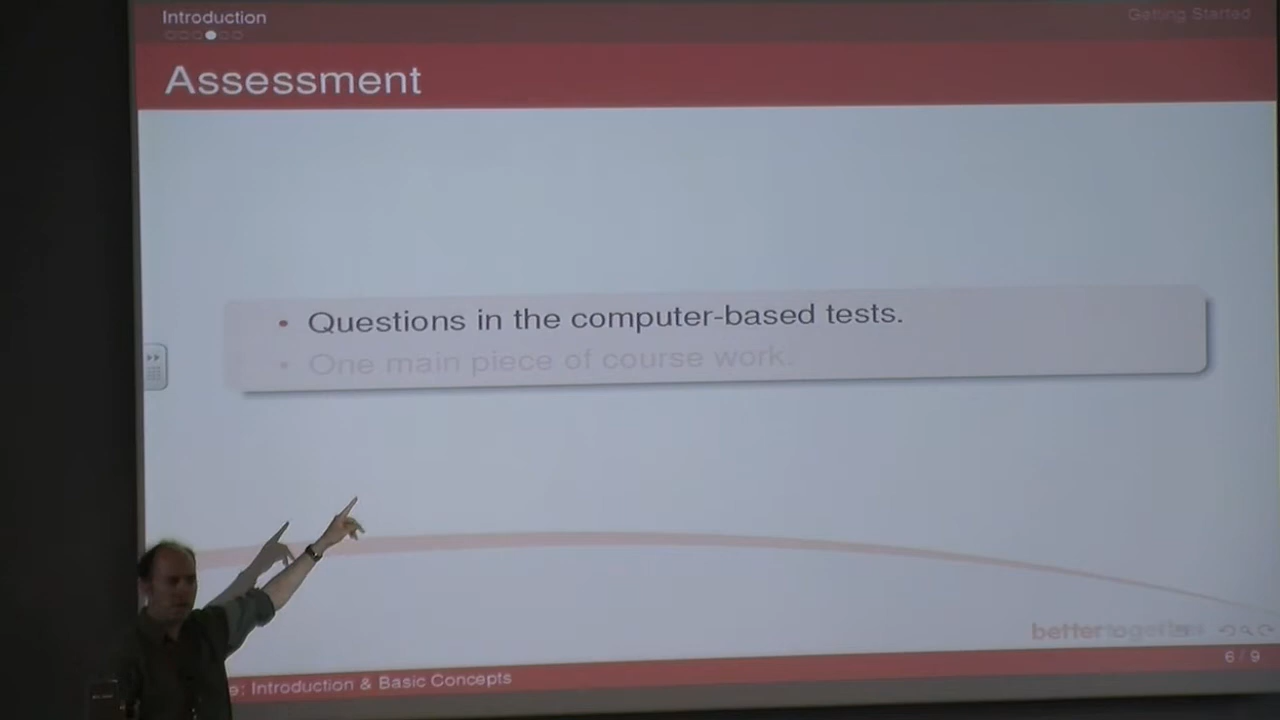 Introduction
Getting Started
Assessment
• Questions in the computer-based tests.
• One main piece of course work.
bettertogether
6 / 9
e: Introduction & Basic Concepts